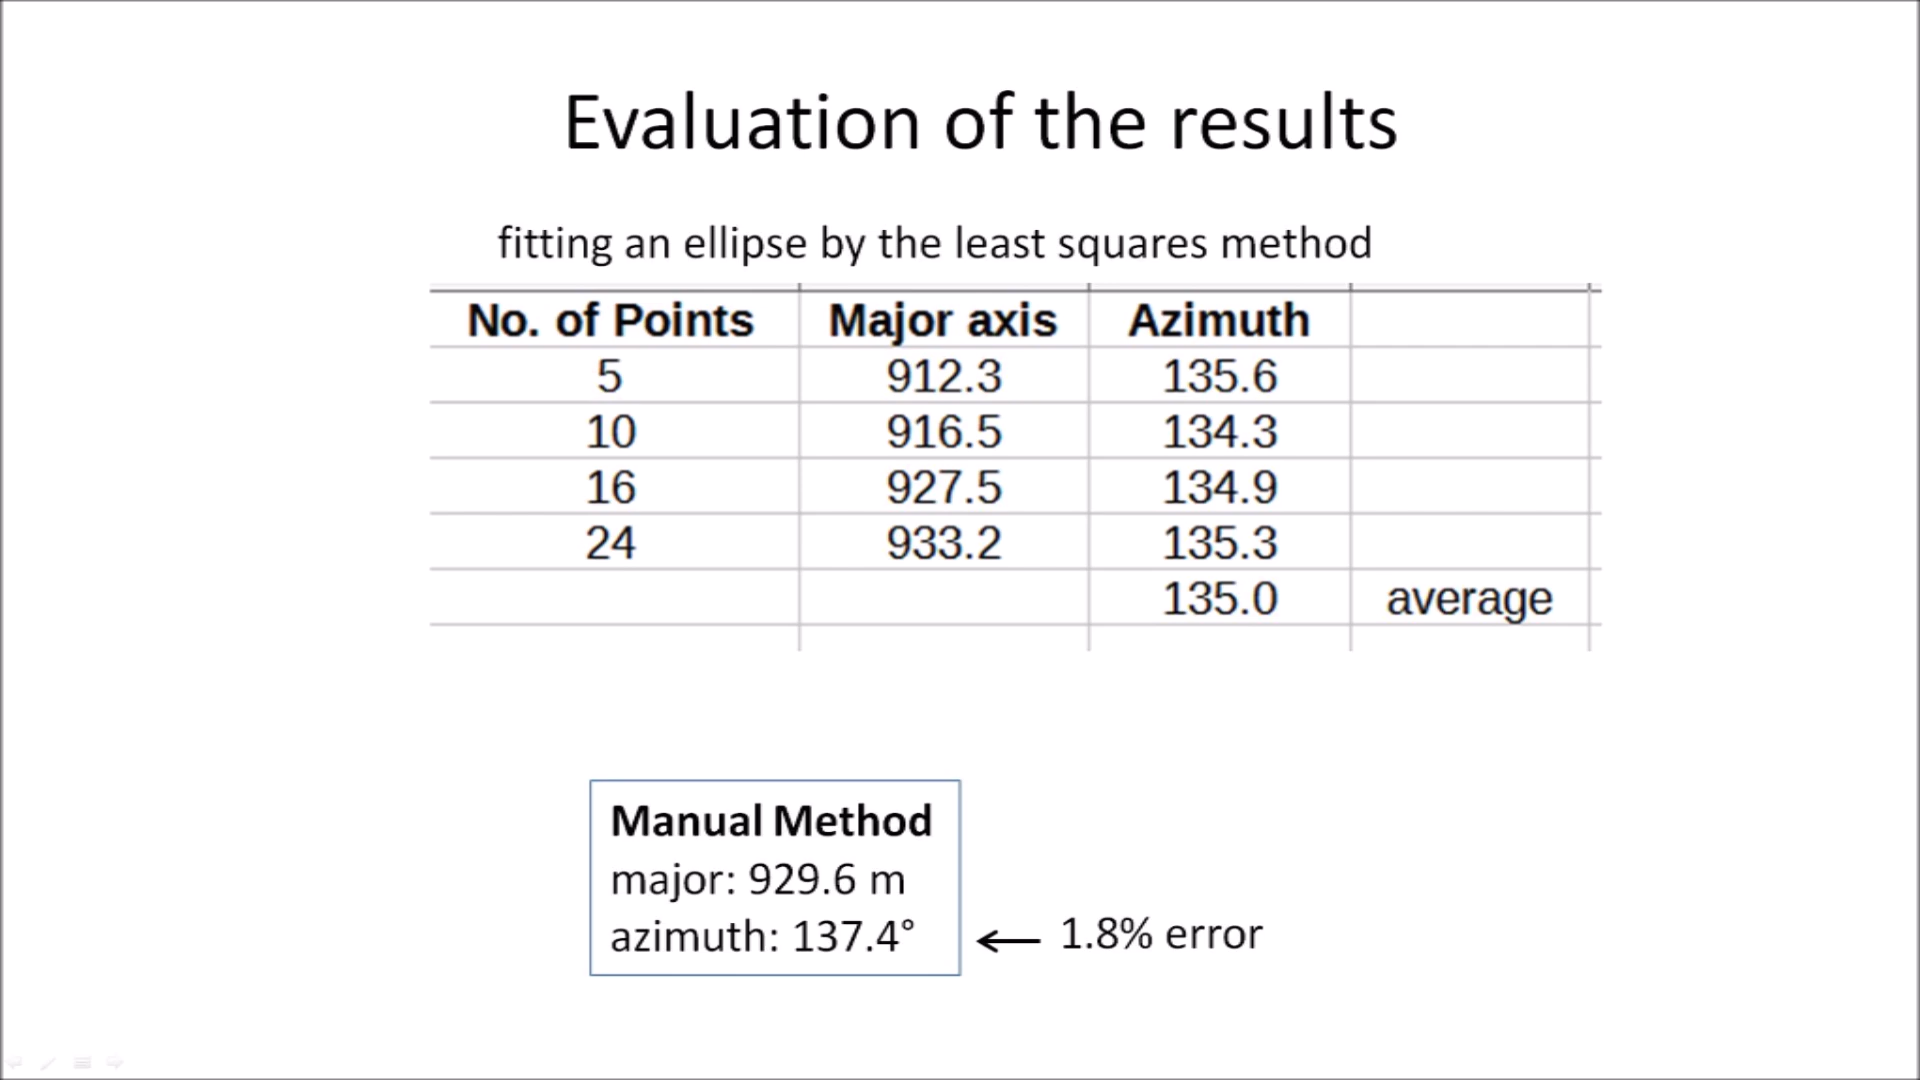 Evaluation of the results
fitting an ellipse by the least squares method
No. of Points Major axis Azimuth
5 912.3 135.6
10 916.5 134.3
16 927.5 134.9
24 933.2 135.3
135.0 average
Manual Method
major: 929.6 m
azimuth: 137.4°
1.8% error